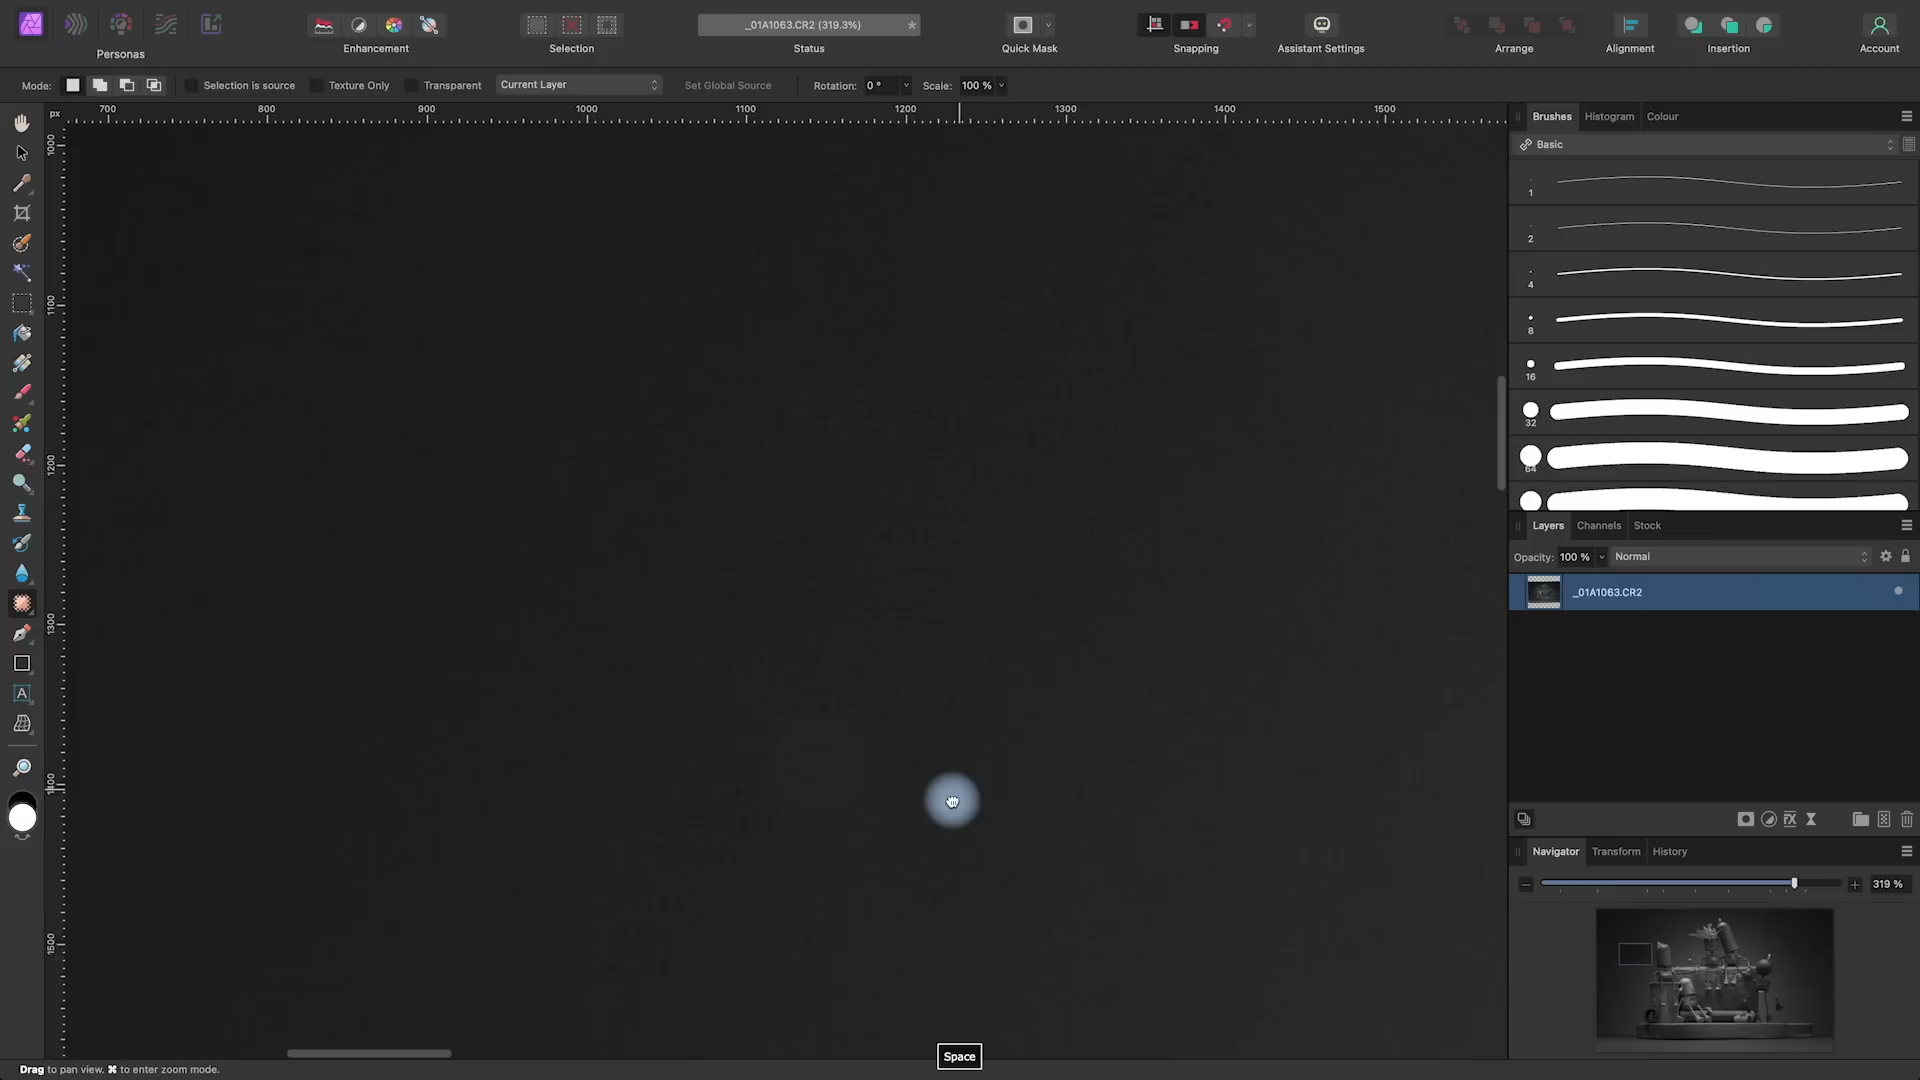 _01A1063.CR2 (319.3%)
*
Personas
Enhancement
Selection
Status
Quick Mask
Snapping
Assistant Settings
Arrange
Alignment
Insertion
Account
Mode:
Selection is source
Texture Only
Transparent
Current Layer
Set Global Source
Rotation: 0 °
Scale: 100 %
px
700
800
900
1000
1100
1200
1300
1400
1500
1000
1100
1200
1300
1400
1500
A
Brushes
Histogram
Colour
Basic
1
2
4
8
16
32
64
Layers
Channels
Stock
Opacity: 100 %
Normal
_01A1063.CR2
Navigator
Transform
History
319 %
Space
Drag to pan view. ⌘ to enter zoom mode.